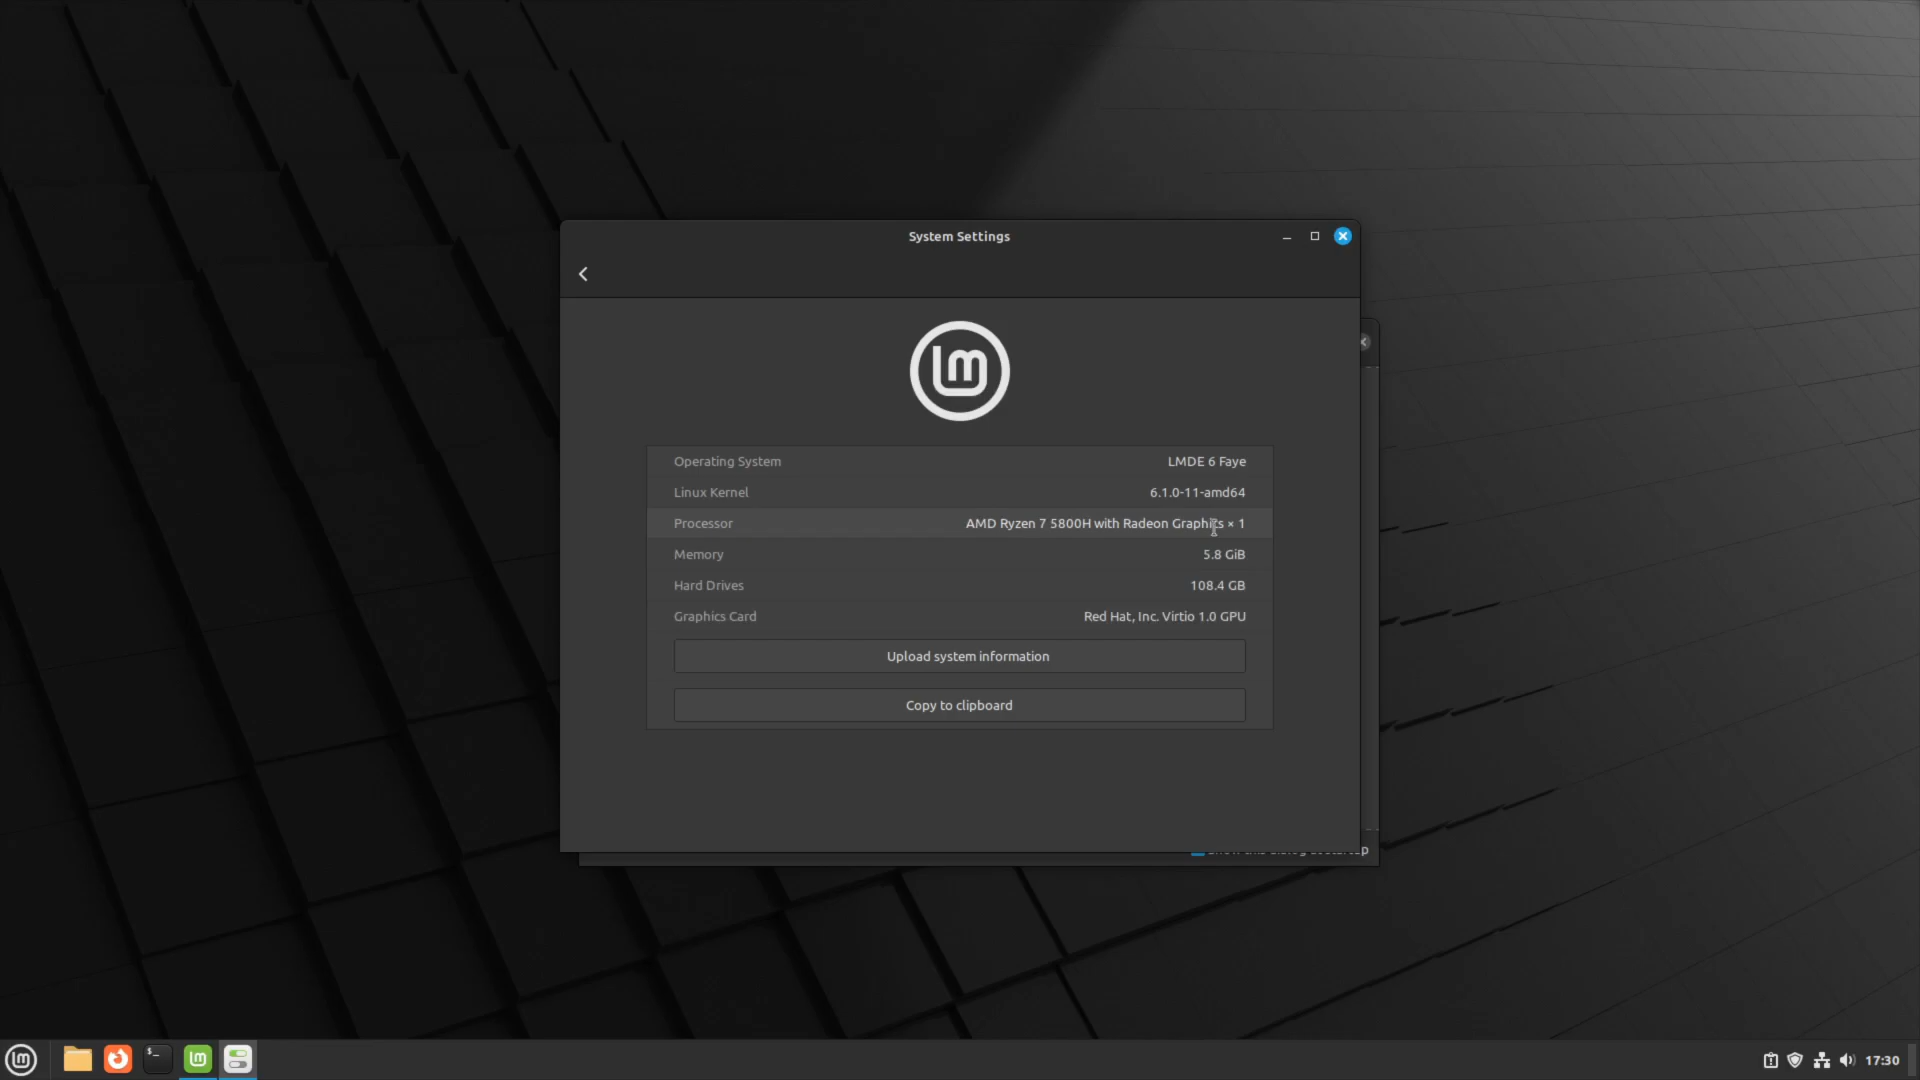 System Settings
Operating System LMDE 6 Faye
Linux Kernel 6.1.0-11-amd64
Processor AMD Ryzen 7 5800H with Radeon Graphics × 1
Memory 5.8 GiB
Hard Drives 108.4 GB
Graphics Card Red Hat, Inc. Virtio 1.0 GPU
Upload system information
Copy to clipboard
17:30